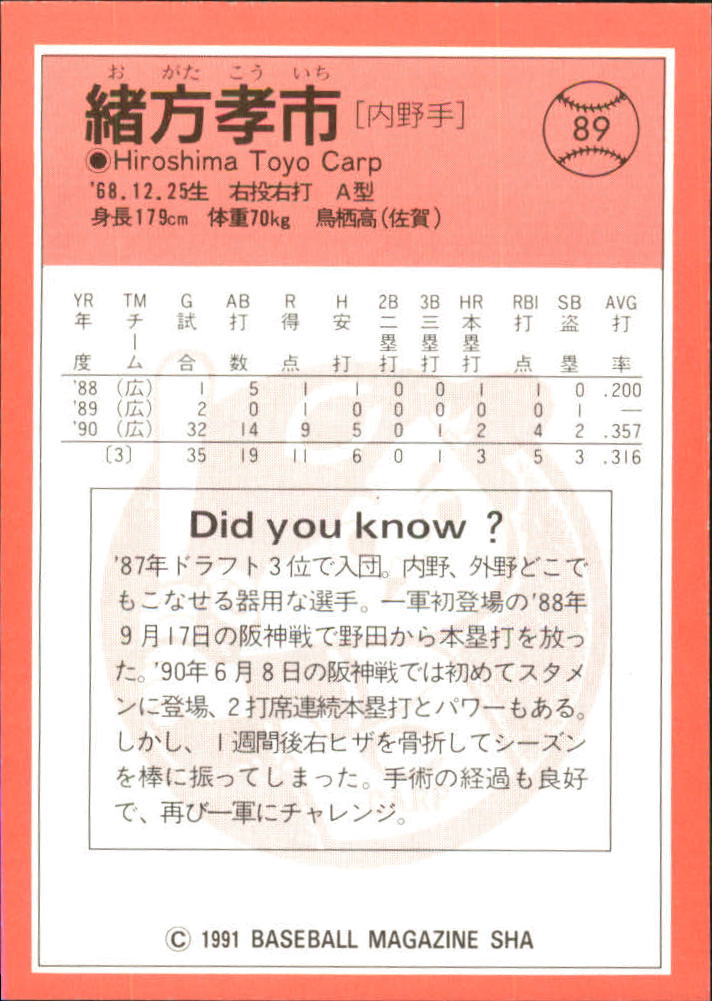 お がた こう いち
緒方孝市 [内野手]
89
●Hiroshima Toyo Carp
'68.12.25生 右投右打 A型
身長179cm 体重70kg 鳥栖高(佐賀)
YR TM G AB R H 2B 3B HR RBI SB AVG
年度 チーム 試合 打数 得点 安打 二塁打 三塁打 本塁打 打点 盗塁 打率
'88 (広) 1 5 1 1 0 0 1 1 0 .200
'89 (広) 2 0 1 0 0 0 0 0 1 —
'90 (広) 32 14 9 5 0 1 2 4 2 .357
〔3〕 35 19 11 6 0 1 3 5 3 .316
Did you know ?
'87年ドラフト3位で入団。内野、外野どこで
もこなせる器用な選手。一軍初登場の'88年
9月17日の阪神戦で野田から本塁打を放っ
た。'90年6月8日の阪神戦では初めてスタメ
ンに登場、2打席連続本塁打とパワーもある。
しかし、1週間後右ヒザを骨折してシーズン
を棒に振ってしまった。手術の経過も良好
で、再び一軍にチャレンジ。
© 1991 BASEBALL MAGAZINE SHA